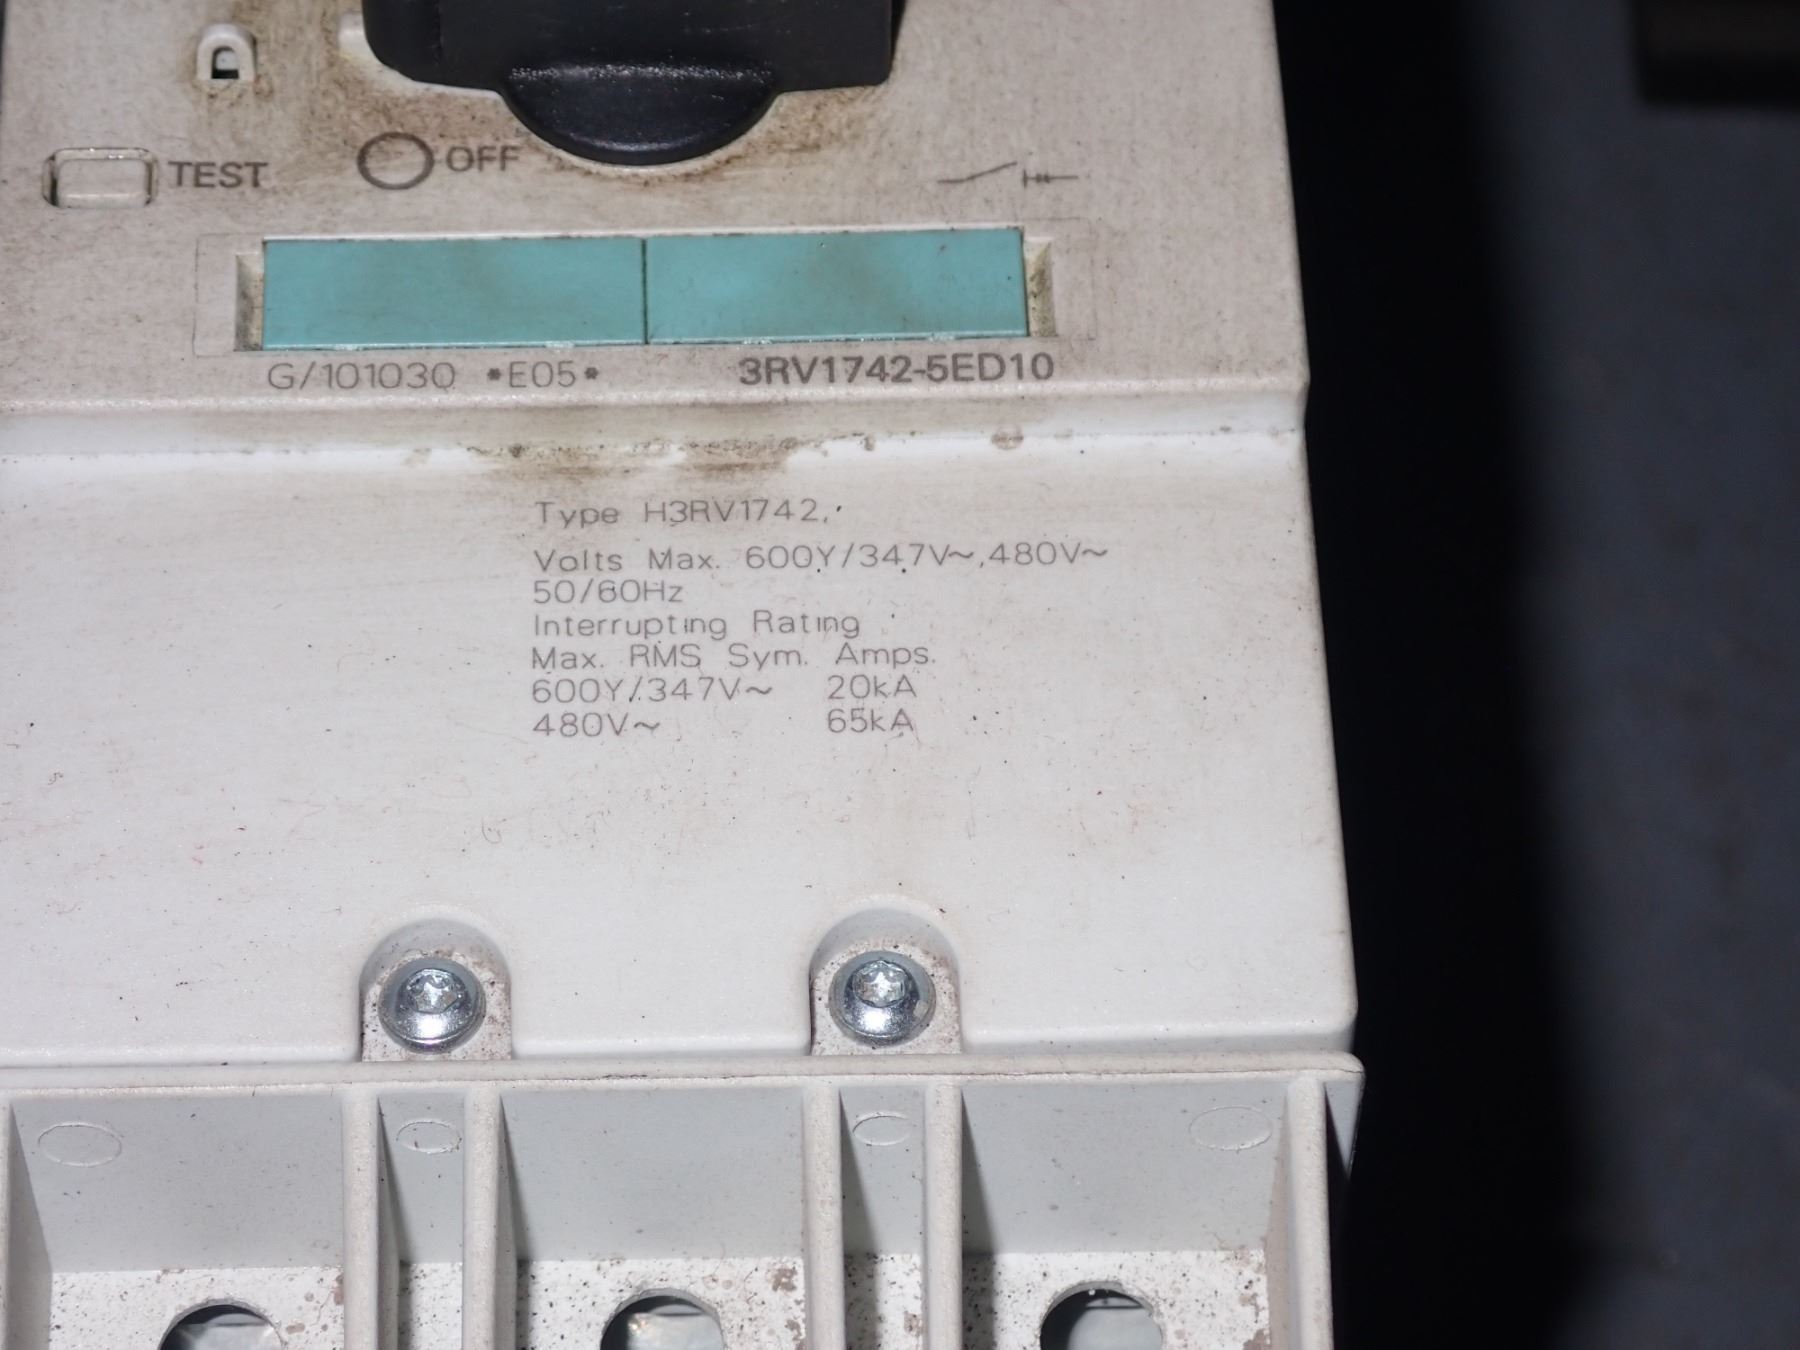 TEST OFF
G/101030 *E05* 3RV1742-5ED10
Type H3RV1742,
Volts Max. 600Y/347V~,480V~
50/60Hz
Interrupting Rating
Max. RMS Sym. Amps.
600Y/347V~ 20kA
480V~ 65kA